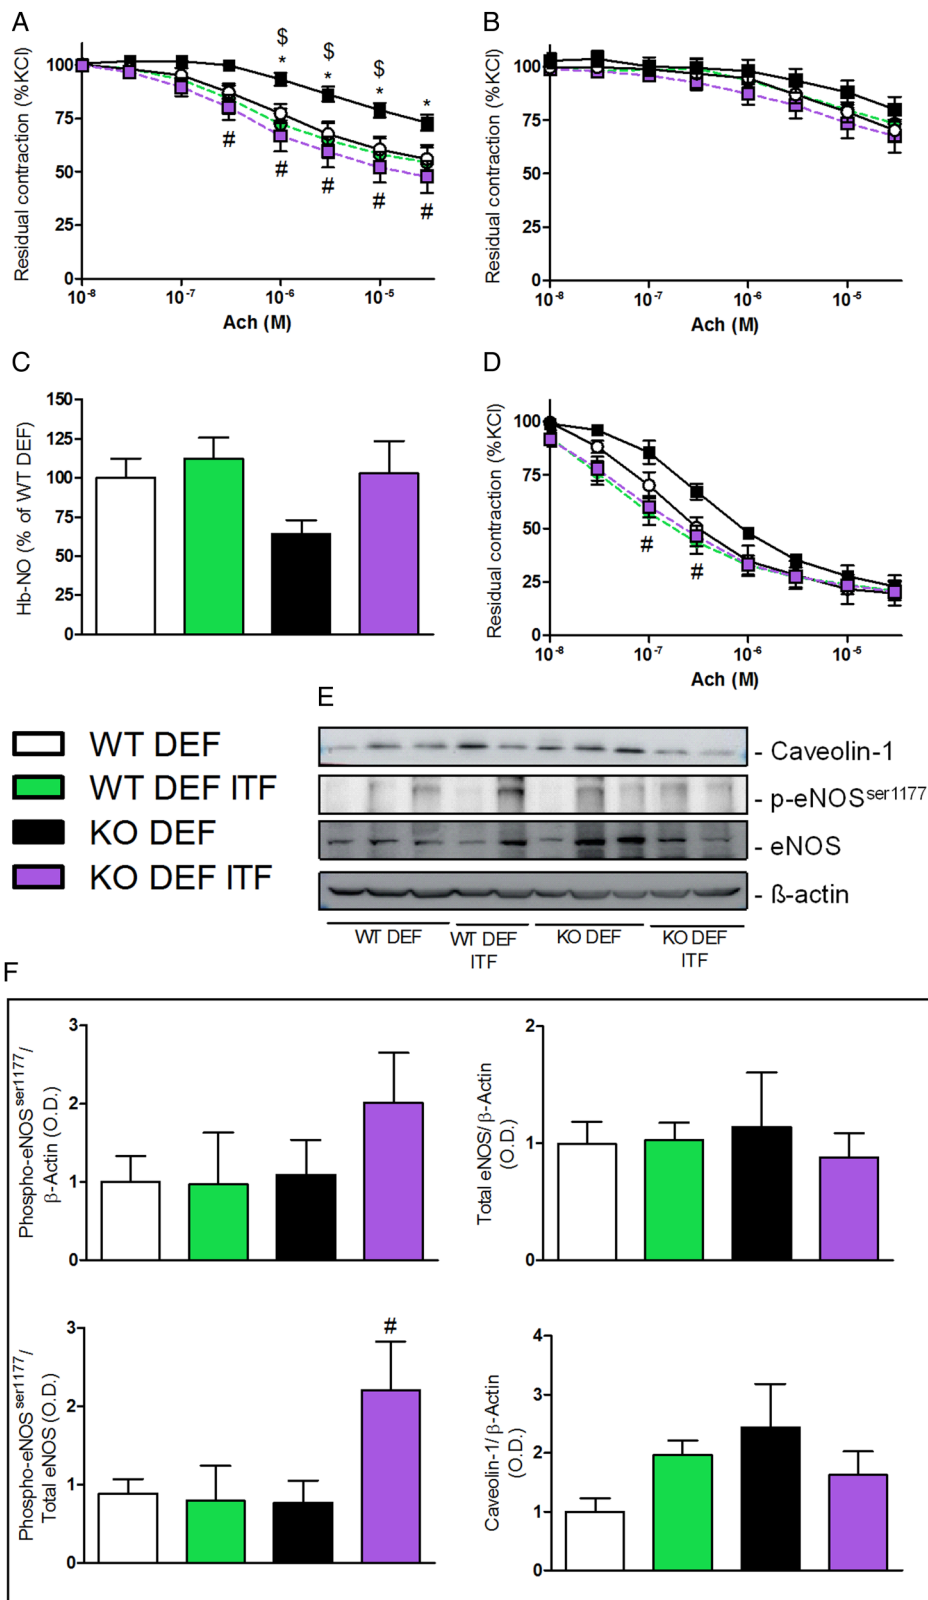 A
Residual contraction (%KCl)
100
75
50
25
0
$
*
$
*
$
*
*
#
#
#
#
#
10-8
10-7
10-6
10-5
Ach (M)
B
Residual contraction (%KCl)
100
75
50
25
0
10-8
10-7
10-6
10-5
Ach (M)
C
Hb-NO (% of WT DEF)
150
125
100
75
50
25
0
D
Residual contraction (%KCl)
100
75
50
25
0
#
#
10-8
10-7
10-6
10-5
Ach (M)
WT DEF
WT DEF ITF
KO DEF
KO DEF ITF
E
- Caveolin-1
- p-eNOSser1177
- eNOS
- ß-actin
WT DEF
WT DEF
ITF
KO DEF
KO DEF
ITF
F
Phospho-eNOSser1177/
β-Actin (O.D.)
3
2
1
0
Total eNOS/β-Actin
(O.D.)
2
1
0
Phospho-eNOSser1177/
Total eNOS (O.D.)
3
2
1
0
#
Caveolin-1/β-Actin
(O.D.)
4
2
1
0